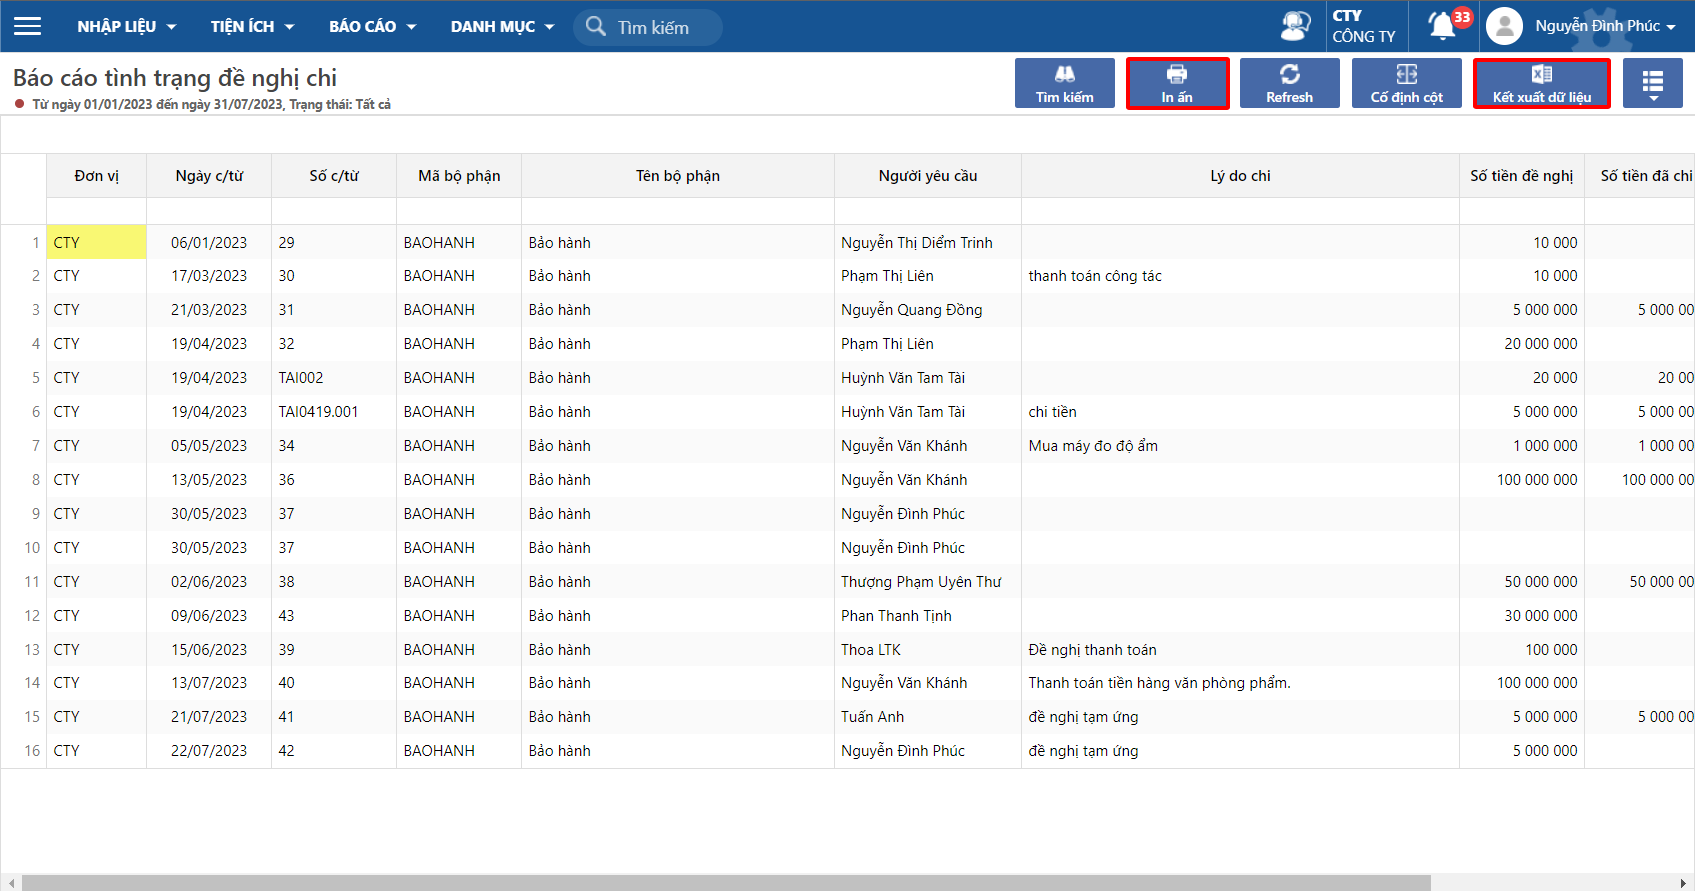 NHẬP LIỆU TIỆN ÍCH BÁO CÁO DANH MỤC Tìm kiếm CTY CÔNG TY 33 Nguyễn Đình Phúc
Báo cáo tình trạng đề nghị chi
Từ ngày 01/01/2023 đến ngày 31/07/2023, Trạng thái: Tất cả
Tìm kiếm In ấn Refresh Cố định cột Kết xuất dữ liệu
Đơn vị Ngày c/từ Số c/từ Mã bộ phận Tên bộ phận Người yêu cầu Lý do chi Số tiền đề nghị Số tiền đã chi
1 CTY 06/01/2023 29 BAOHANH Bảo hành Nguyễn Thị Diễm Trinh 10 000
2 CTY 17/03/2023 30 BAOHANH Bảo hành Phạm Thị Liên thanh toán công tác 10 000
3 CTY 21/03/2023 31 BAOHANH Bảo hành Nguyễn Quang Đồng 5 000 000 5 000 00
4 CTY 19/04/2023 32 BAOHANH Bảo hành Phạm Thị Liên 20 000 000
5 CTY 19/04/2023 TAI002 BAOHANH Bảo hành Huỳnh Văn Tam Tài 20 000 20 00
6 CTY 19/04/2023 TAI0419.001 BAOHANH Bảo hành Huỳnh Văn Tam Tài chi tiền 5 000 000 5 000 00
7 CTY 05/05/2023 34 BAOHANH Bảo hành Nguyễn Văn Khánh Mua máy đo độ ẩm 1 000 000 1 000 00
8 CTY 13/05/2023 36 BAOHANH Bảo hành Nguyễn Văn Khánh 100 000 000 100 000 00
9 CTY 30/05/2023 37 BAOHANH Bảo hành Nguyễn Đình Phúc
10 CTY 30/05/2023 37 BAOHANH Bảo hành Nguyễn Đình Phúc
11 CTY 02/06/2023 38 BAOHANH Bảo hành Thượng Phạm Uyên Thư 50 000 000 50 000 00
12 CTY 09/06/2023 43 BAOHANH Bảo hành Phan Thanh Tịnh 30 000 000
13 CTY 15/06/2023 39 BAOHANH Bảo hành Thoa LTK Đề nghị thanh toán 100 000
14 CTY 13/07/2023 40 BAOHANH Bảo hành Nguyễn Văn Khánh Thanh toán tiền hàng văn phòng phẩm. 100 000 000
15 CTY 21/07/2023 41 BAOHANH Bảo hành Tuấn Anh đề nghị tạm ứng 5 000 000 5 000 00
16 CTY 22/07/2023 42 BAOHANH Bảo hành Nguyễn Đình Phúc đề nghị tạm ứng 5 000 000